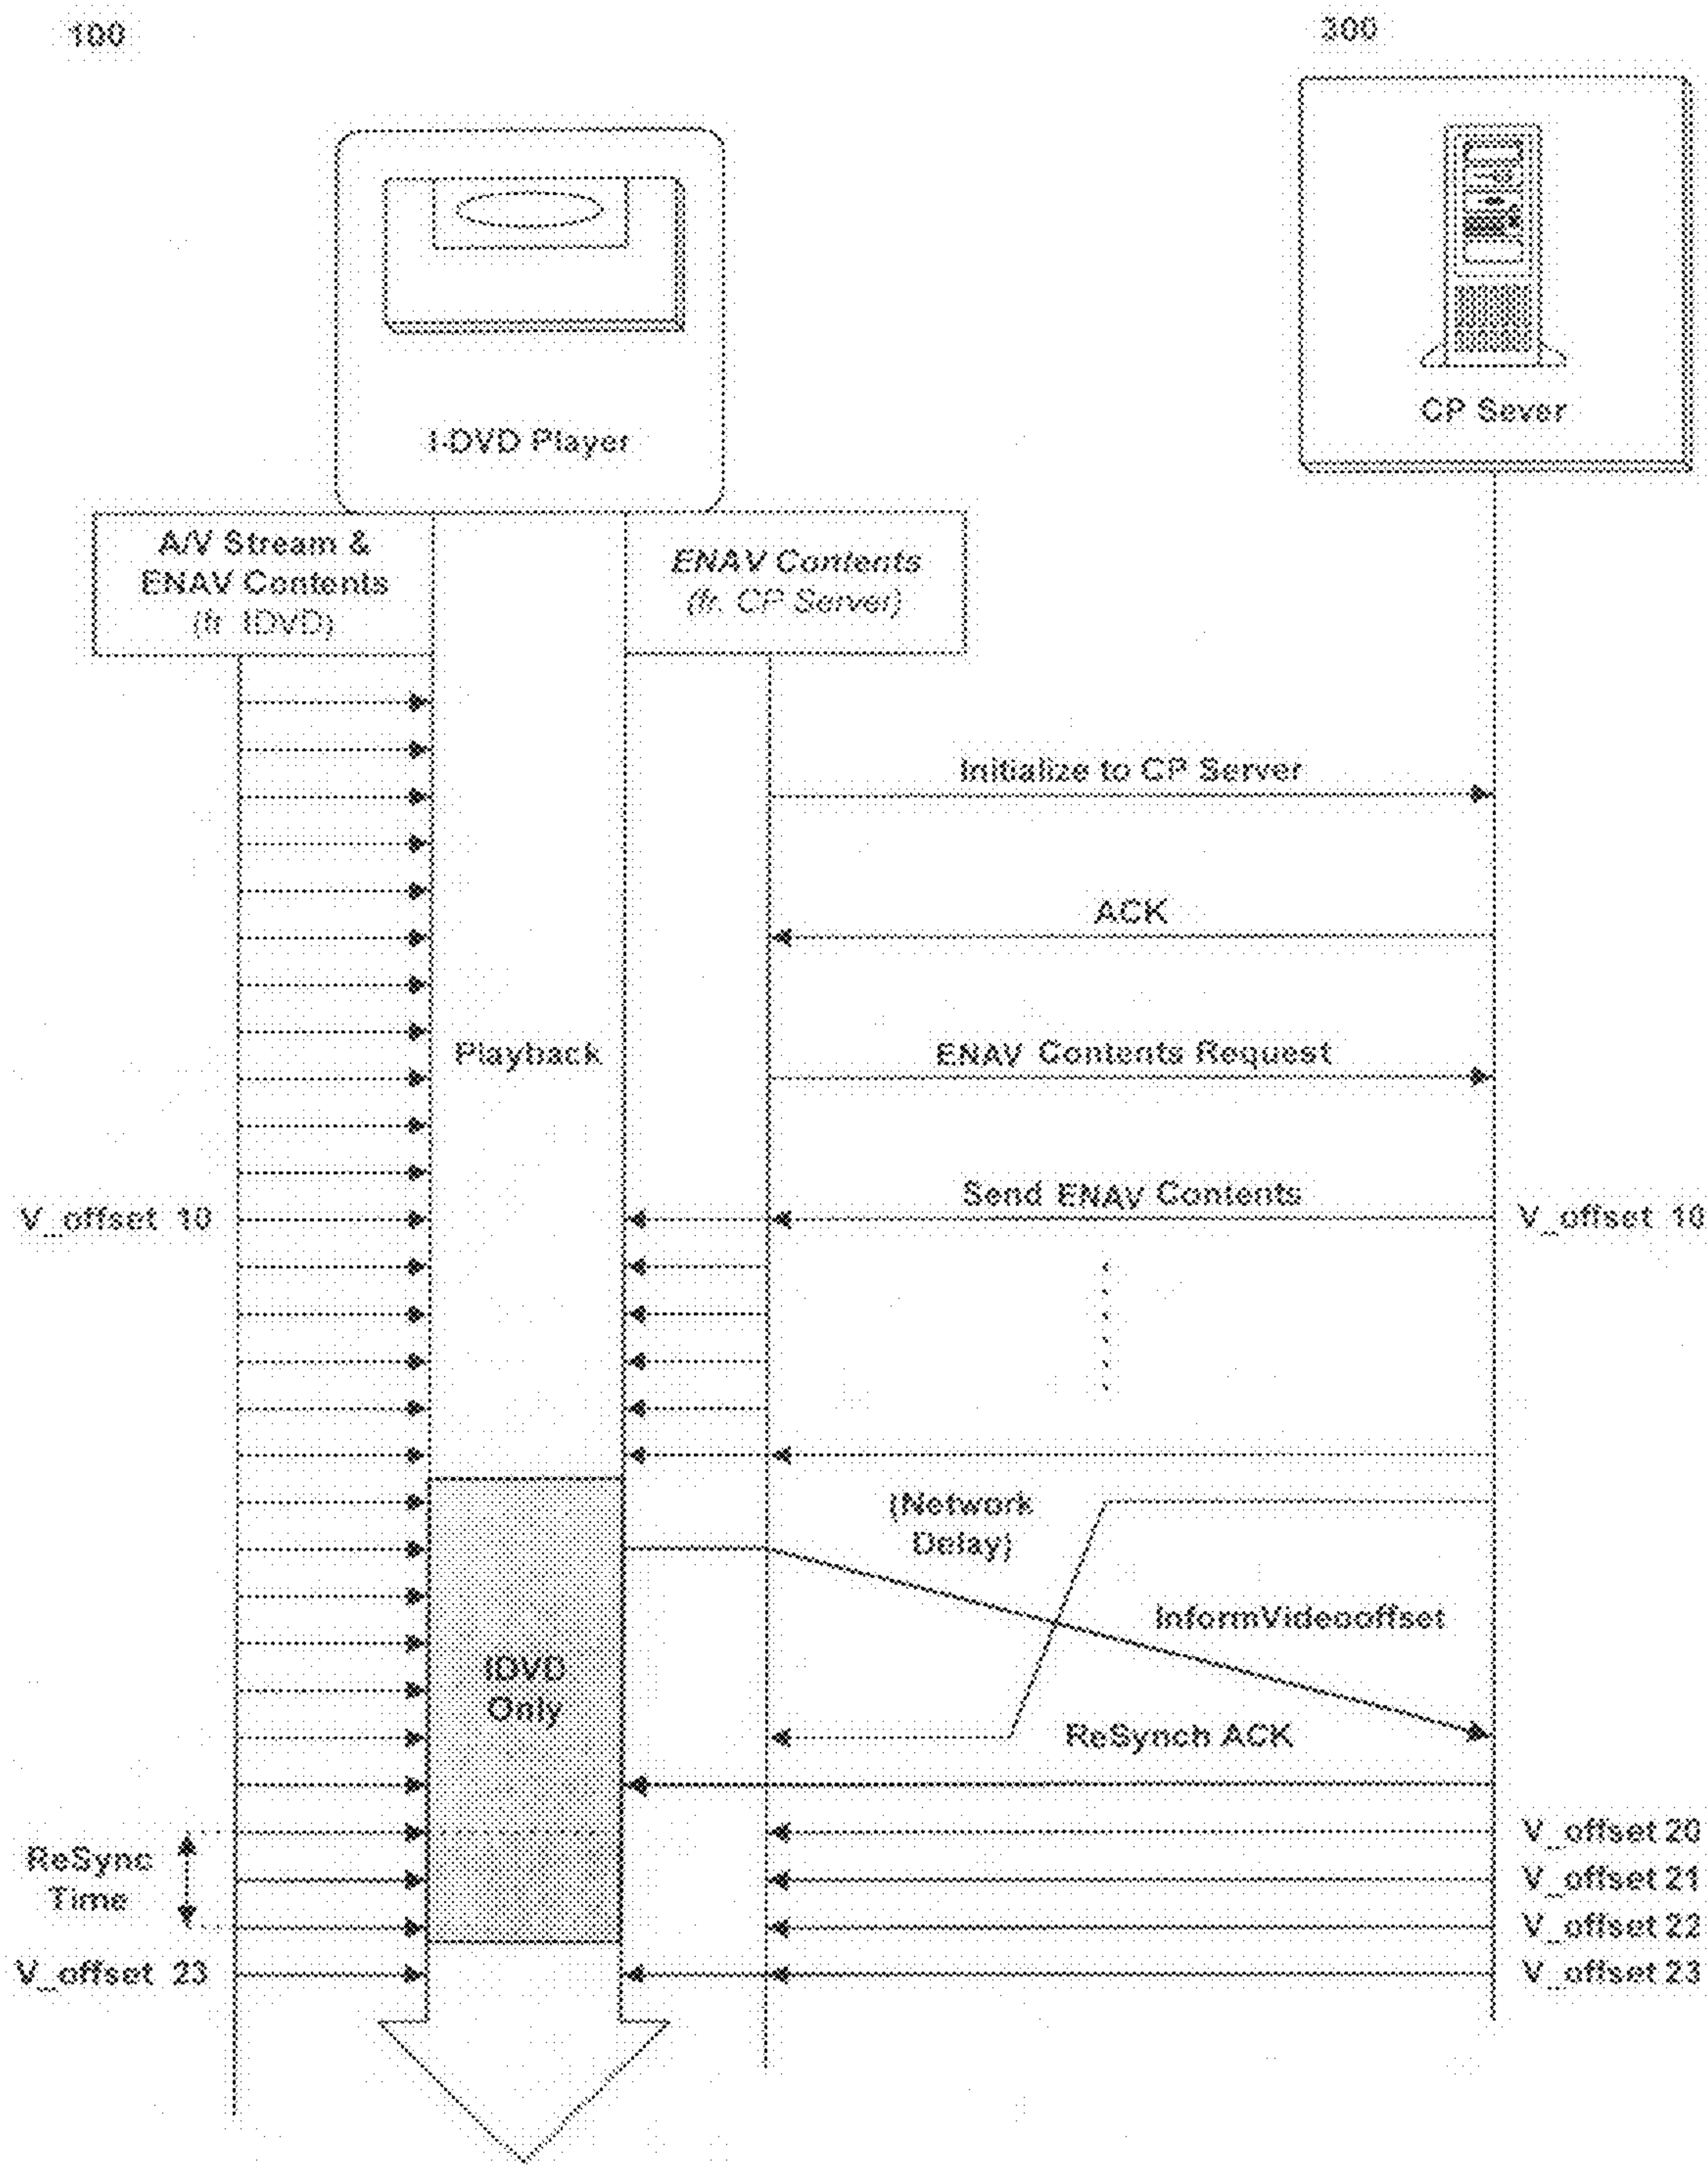 100
300
I-DVD Player
CP Sever
A/V Stream &
ENAV Contents
(fr. IDVD)
ENAV Contents
(fr. CP Server)
Initialize to CP Server
ACK
Playback
ENAV Contents Request
Send ENAV Contents
V_offset 10
V_offset 10
(Network
Delay)
InformVideooffset
IDVD
Only
ReSynch ACK
ReSync
Time
V_offset 20
V_offset 21
V_offset 22
V_offset 23
V_offset 23